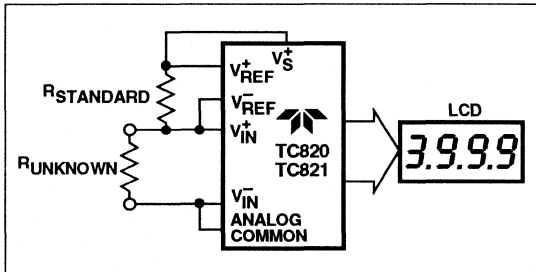 V+S
V+REF
RSTANDARD
V−REF
V+IN
LCD
TC820
TC821
3.9.9.9
RUNKNOWN
V−IN
ANALOG
COMMON